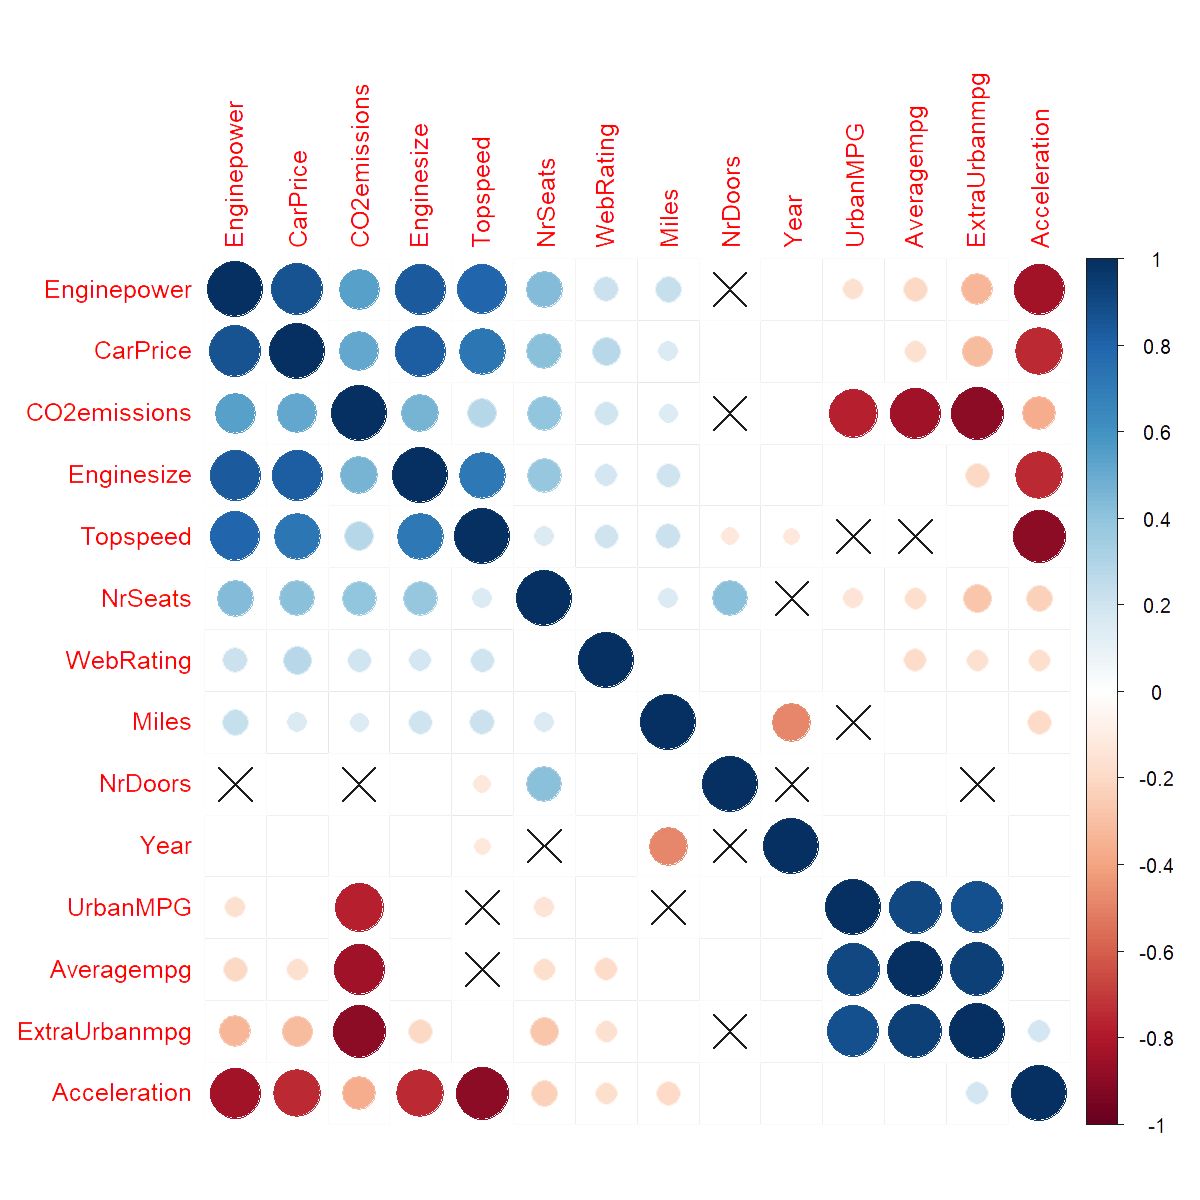 Enginepower
CarPrice
CO2emissions
Enginesize
Topspeed
NrSeats
WebRating
Miles
NrDoors
Year
UrbanMPG
Averagempg
ExtraUrbanmpg
Acceleration
Enginepower
CarPrice
CO2emissions
Enginesize
Topspeed
NrSeats
WebRating
Miles
NrDoors
Year
UrbanMPG
Averagempg
ExtraUrbanmpg
Acceleration
1
0.8
0.6
0.4
0.2
0
-0.2
-0.4
-0.6
-0.8
-1